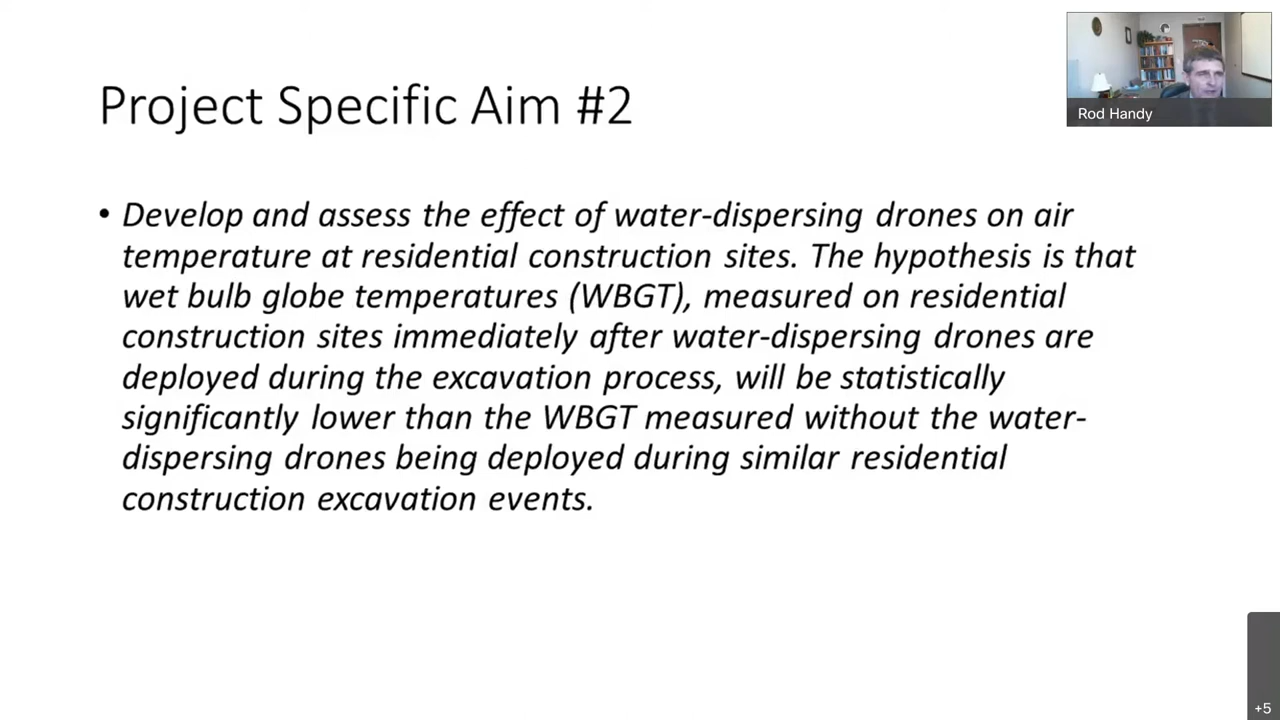 Project Specific Aim #2
Rod Handy
• Develop and assess the effect of water-dispersing drones on air
temperature at residential construction sites. The hypothesis is that
wet bulb globe temperatures (WBGT), measured on residential
construction sites immediately after water-dispersing drones are
deployed during the excavation process, will be statistically
significantly lower than the WBGT measured without the water-
dispersing drones being deployed during similar residential
construction excavation events.
+5